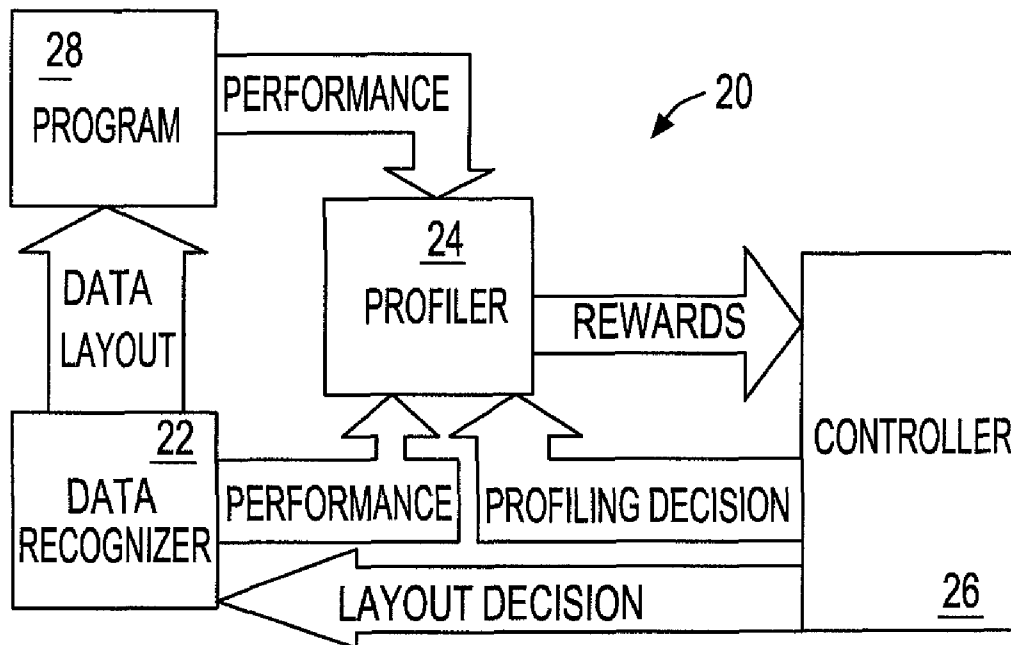 28
PROGRAM
PERFORMANCE
20
24
PROFILER
DATA
LAYOUT
REWARDS
22
DATA
RECOGNIZER
PERFORMANCE
PROFILING DECISION
CONTROLLER
LAYOUT DECISION
26